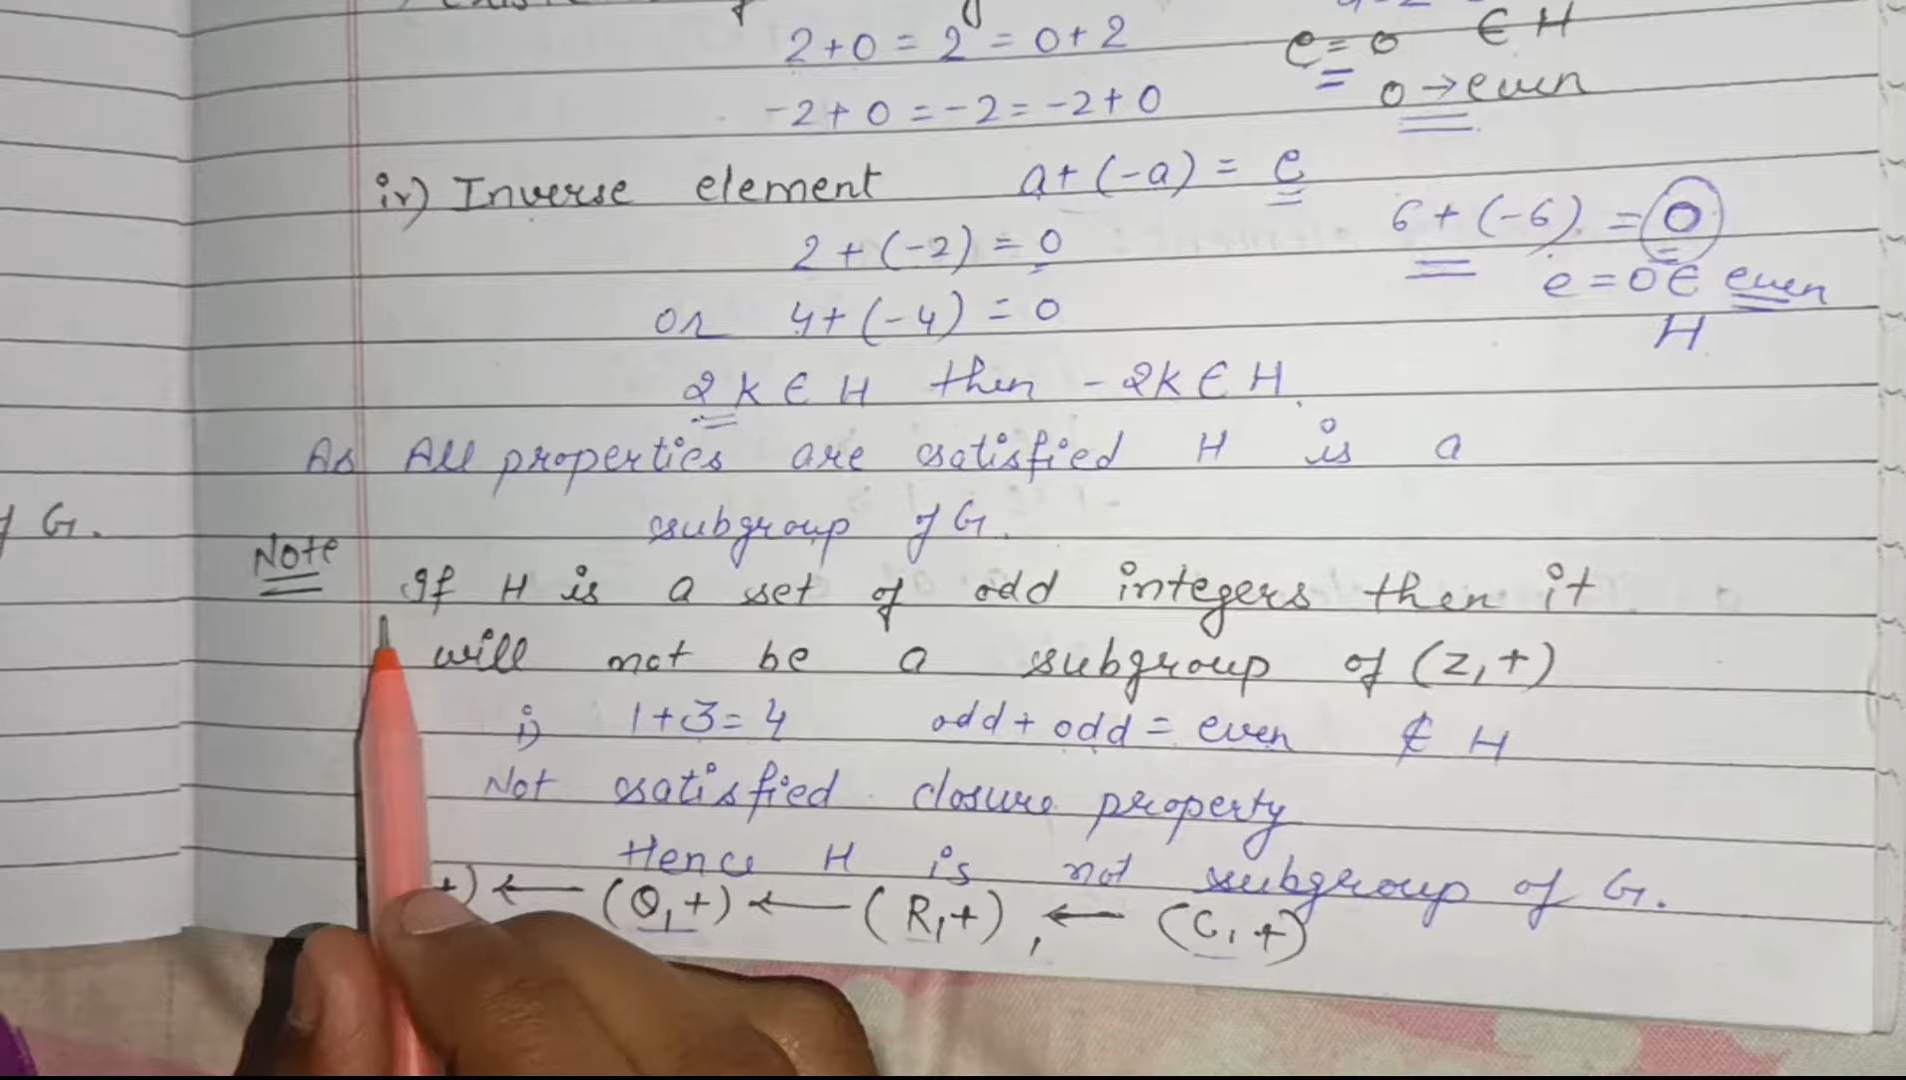 2+0 = 2 = 0+2
e = 0 ∈ H
-2+0 = -2 = -2+0
0 → even
iv) Inverse element a+(-a) = e
2+(-2) = 0
6+(-6) = 0
e = 0 ∈ even
H
or 4+(-4) = 0
2K ∈ H then -2K ∈ H.
As All properties are satisfied H is a
subgroup of G.
G.
Note If H is a set of odd integers then it
will not be a subgroup of (Z,+)
i) 1+3=4 odd + odd = even ∉ H
Not satisfied closure property
Hence H is not subgroup of G.
+) ← (Q,+) ← (R,+), ← (C,+)